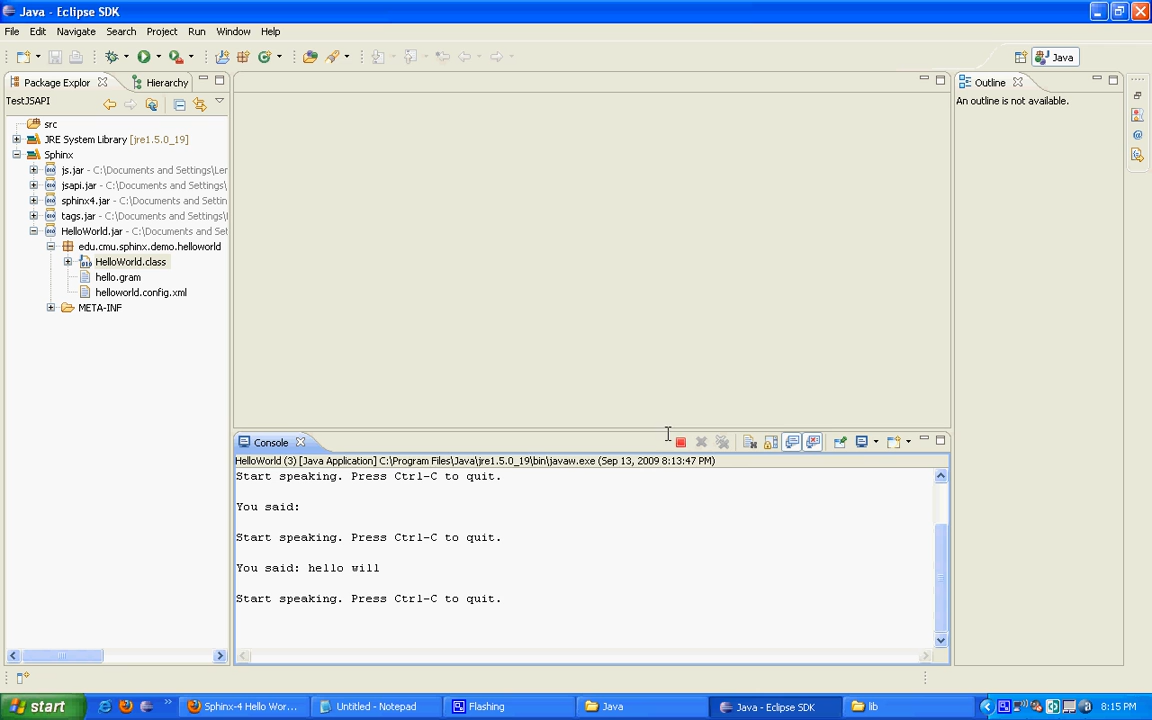 Java - Eclipse SDK
File Edit Navigate Search Project Run Window Help
Java
Package Explor Hierarchy
TestJSAPI
src
JRE System Library [jre1.5.0_19]
Sphinx
js.jar - C:\Documents and Settings\Ler
jsapi.jar - C:\Documents and Settings\
sphinx4.jar - C:\Documents and Settin
tags.jar - C:\Documents and Settings\
HelloWorld.jar - C:\Documents and Se
edu.cmu.sphinx.demo.helloworld
HelloWorld.class
hello.gram
helloworld.config.xml
META-INF
Outline
An outline is not available.
Console
HelloWorld (3) [Java Application] C:\Program Files\Java\jre1.5.0_19\bin\javaw.exe (Sep 13, 2009 8:13:47 PM)
Start speaking. Press Ctrl-C to quit.
You said:
Start speaking. Press Ctrl-C to quit.
You said: hello will
Start speaking. Press Ctrl-C to quit.
start Sphinx-4 Hello Wor... Untitled - Notepad Flashing Java Java - Eclipse SDK lib 8:15 PM